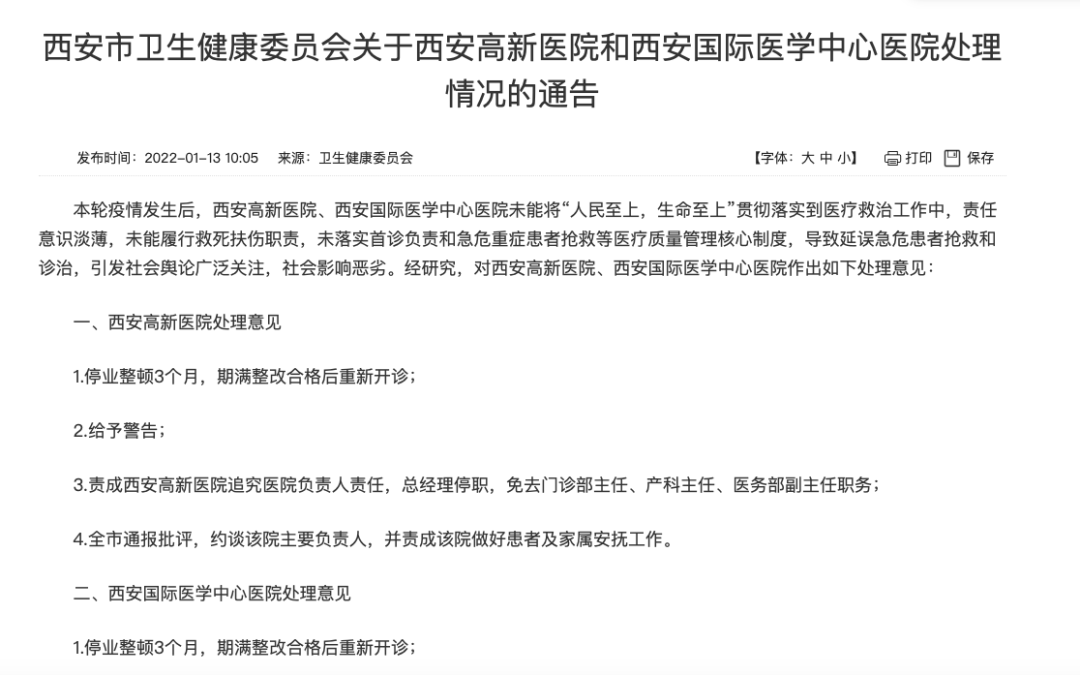 西安市卫生健康委员会关于西安高新医院和西安国际医学中心医院处理
情况的通告
发布时间：2022-01-13 10:05 来源：卫生健康委员会 【字体：大 中 小】 打印 保存
本轮疫情发生后，西安高新医院、西安国际医学中心医院未能将“人民至上，生命至上”贯彻落实到医疗救治工作中，责任
意识淡薄，未能履行救死扶伤职责，未落实首诊负责和急危重症患者抢救等医疗质量管理核心制度，导致延误急危患者抢救和
诊治，引发社会舆论广泛关注，社会影响恶劣。经研究，对西安高新医院、西安国际医学中心医院作出如下处理意见：
一、西安高新医院处理意见
1.停业整顿3个月，期满整改合格后重新开诊；
2.给予警告；
3.责成西安高新医院追究医院负责人责任，总经理停职，免去门诊部主任、产科主任、医务部副主任职务；
4.全市通报批评，约谈该院主要负责人，并责成该院做好患者及家属安抚工作。
二、西安国际医学中心医院处理意见
1.停业整顿3个月，期满整改合格后重新开诊；